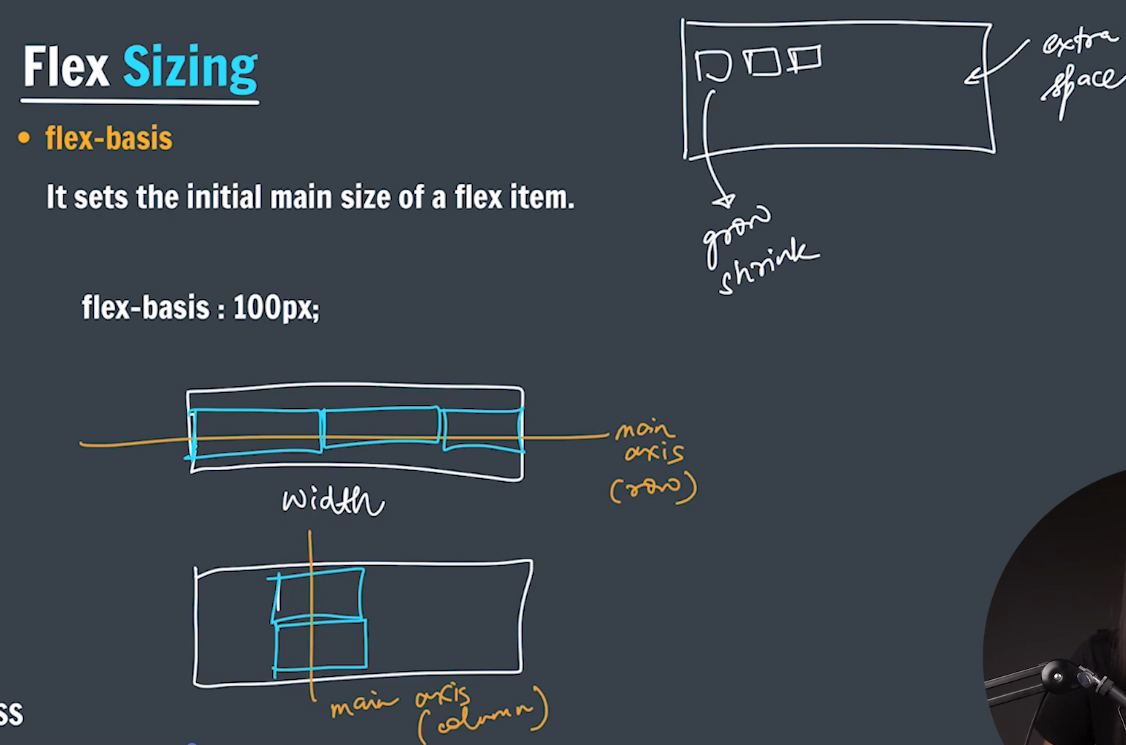 Flex Sizing
• flex-basis
It sets the initial main size of a flex item.
flex-basis : 100px;
extra
space
grow
shrink
main
axis
(row)
width
main axis
(column)
SS